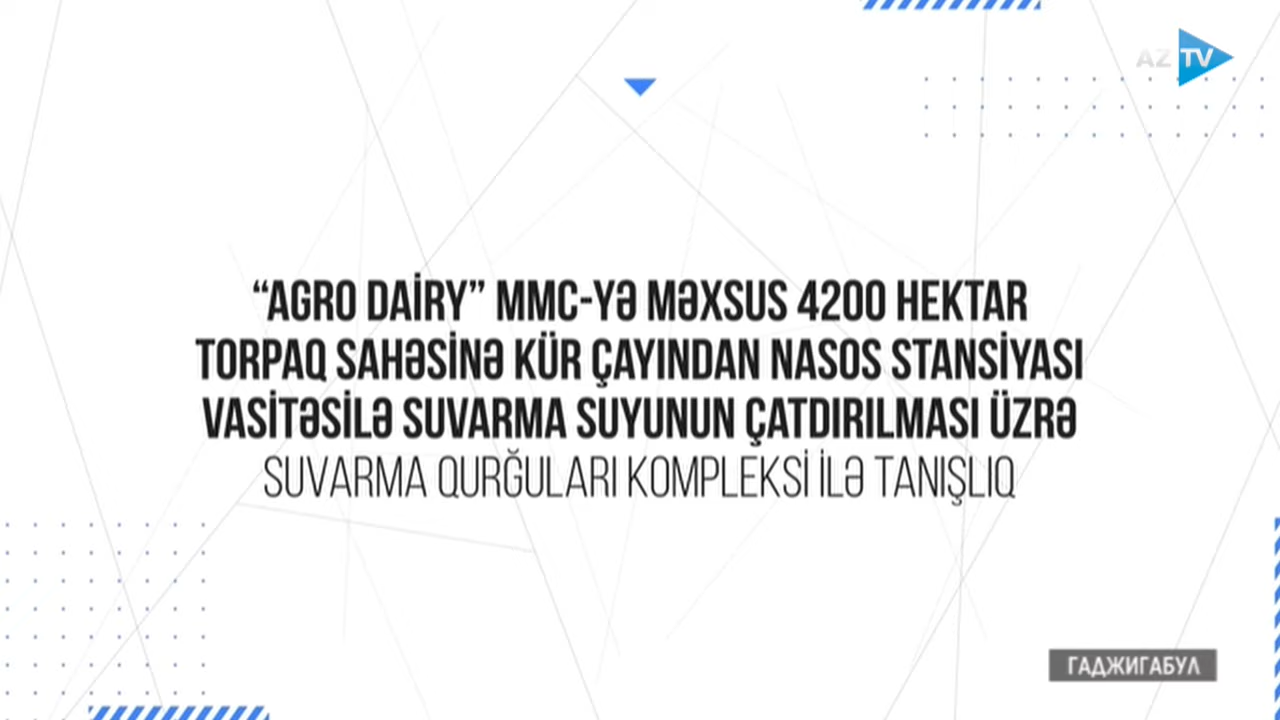 AZ TV
“AGRO DAİRY” MMC-YƏ MƏXSUS 4200 HEKTAR
TORPAQ SAHƏSİNƏ KÜR ÇAYINDAN NASOS STANSİYASI
VASİTƏSİLƏ SUVARMA SUYUNUN ÇATDIRILMASI ÜZRƏ
SUVARMA QURĞULARI KOMPLEKSİ İLƏ TANIŞLIQ
ГАДЖИГАБУЛ